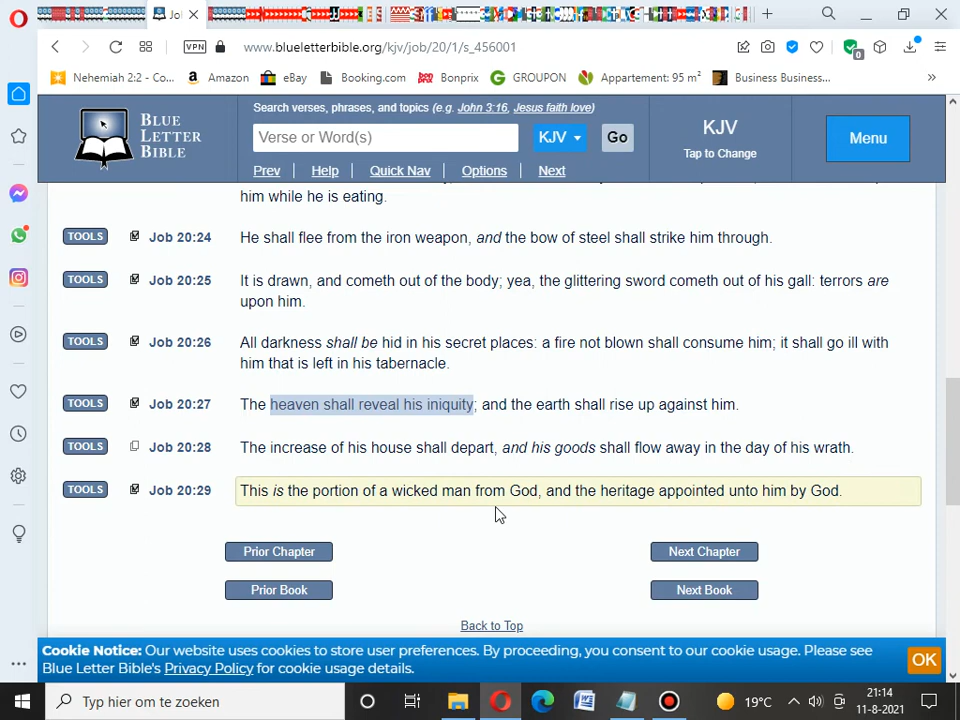 Job
www.blueletterbible.org/kjv/job/20/1/s_456001
VPN
0
Nehemiah 2:2 - Co...
Amazon
eBay
Booking.com
Bonprix
GROUPON
Appartement: 95 m²
Business Business...
»
BLUE
LETTER
BIBLE
Search verses, phrases, and topics (e.g. John 3:16, Jesus faith love)
Verse or Word(s)
KJV
Go
Prev
Help
Quick Nav
Options
Next
KJV
Tap to Change
Menu
him while he is eating.
TOOLS Job 20:24 He shall flee from the iron weapon, and the bow of steel shall strike him through.
TOOLS Job 20:25 It is drawn, and cometh out of the body; yea, the glittering sword cometh out of his gall: terrors are
upon him.
TOOLS Job 20:26 All darkness shall be hid in his secret places: a fire not blown shall consume him; it shall go ill with
him that is left in his tabernacle.
TOOLS Job 20:27 The heaven shall reveal his iniquity; and the earth shall rise up against him.
TOOLS Job 20:28 The increase of his house shall depart, and his goods shall flow away in the day of his wrath.
TOOLS Job 20:29 This is the portion of a wicked man from God, and the heritage appointed unto him by God.
Prior Chapter
Next Chapter
Prior Book
Next Book
Back to Top
Cookie Notice: Our website uses cookies to store user preferences. By proceeding, you consent to our cookie usage. Please see
Blue Letter Bible's Privacy Policy for cookie usage details.
OK
Typ hier om te zoeken
19°C
21:14
11-8-2021